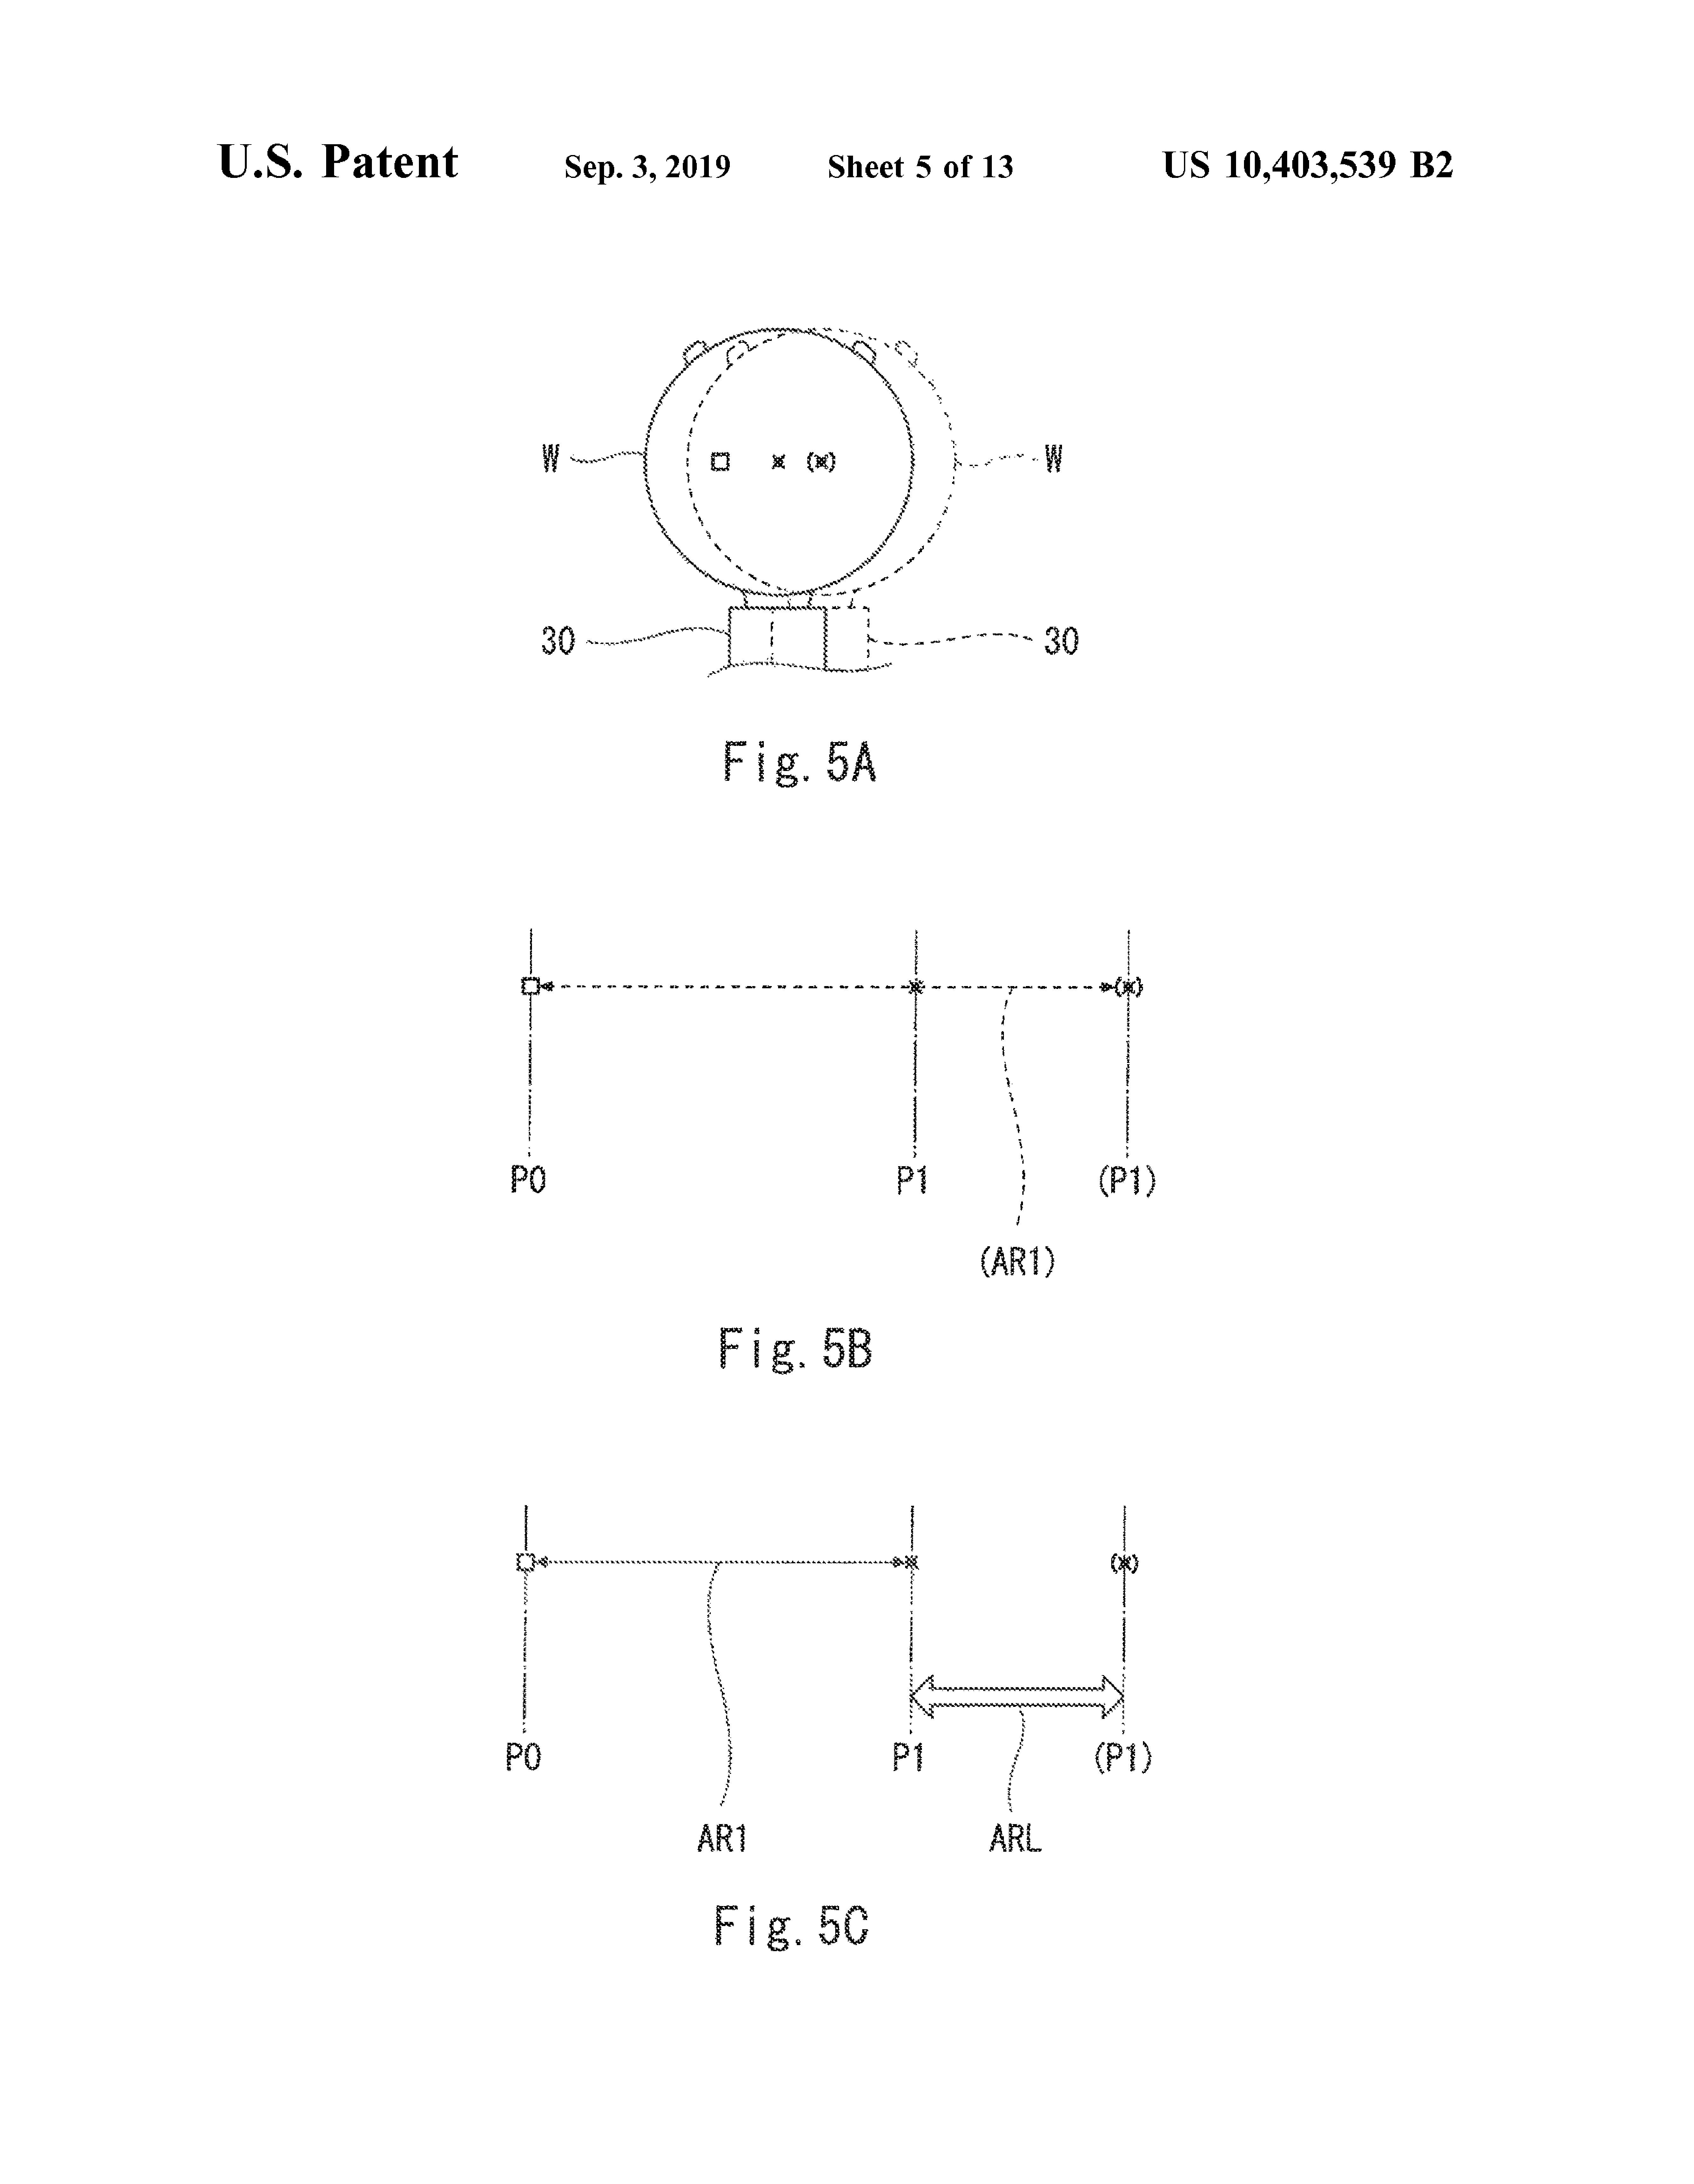 U.S. Patent Sep. 3, 2019 Sheet 5 of 13 US 10,403,539 B2
W W
30 30
Fig. 5A
P0 P1 (P1)
(AR1)
Fig. 5B
P0 P1 (P1)
AR1 ARL
Fig. 5C